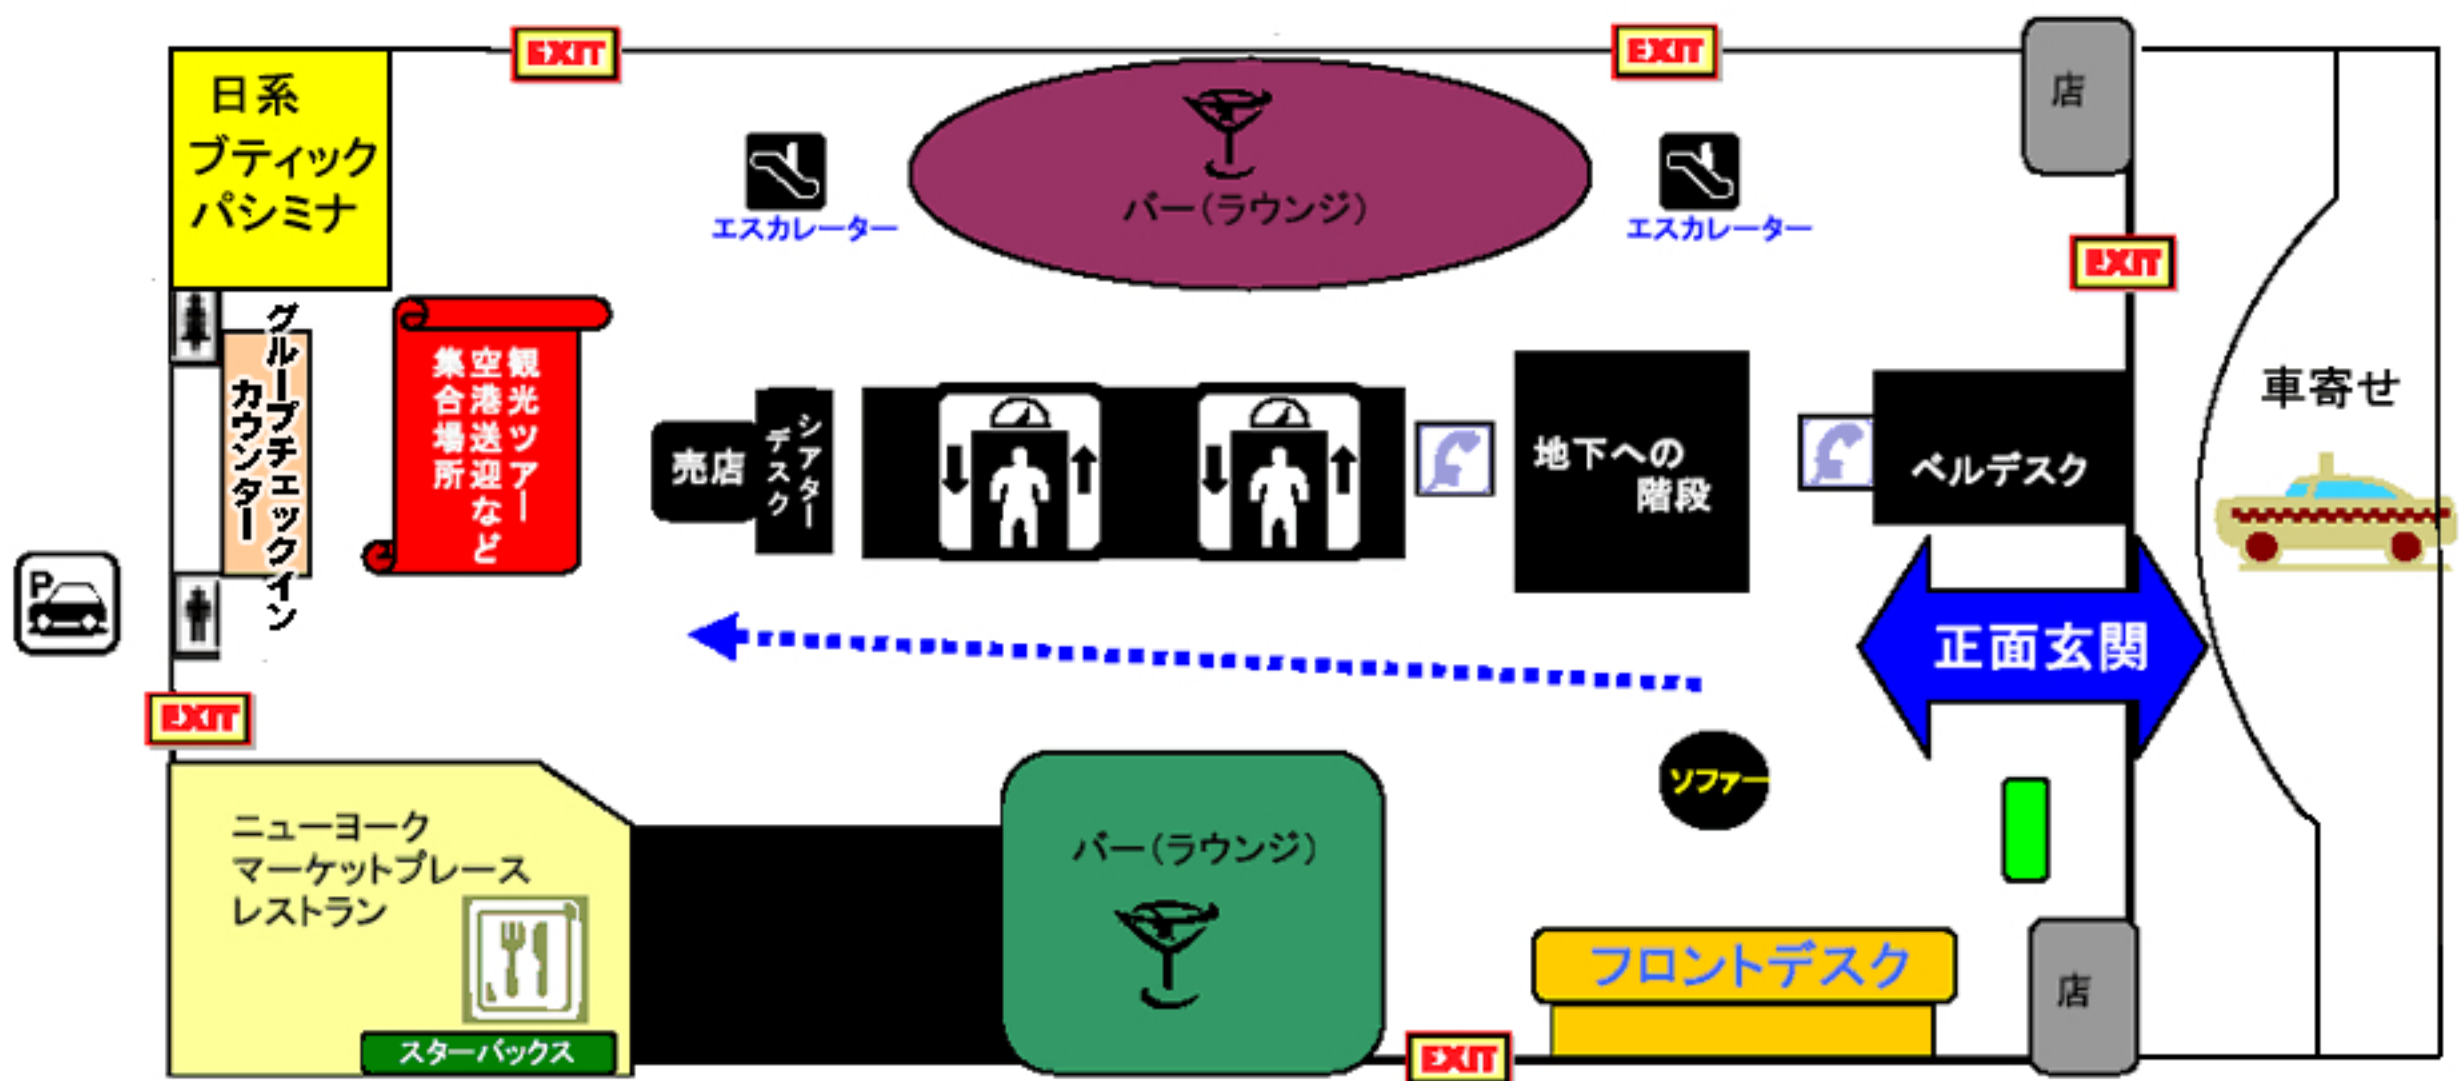 EXIT
EXIT
店
日系
ブティック
パシミナ
エスカレーター
バー(ラウンジ)
エスカレーター
EXIT
グループチェックイン
カウンター
観光ツアー
空港送迎など
集合場所
売店
シアター
デスク
地下への
階段
ベルデスク
車寄せ
P
正面玄関
EXIT
ソファー
ニューヨーク
マーケットプレース
レストラン
バー(ラウンジ)
フロントデスク
店
スターバックス
EXIT